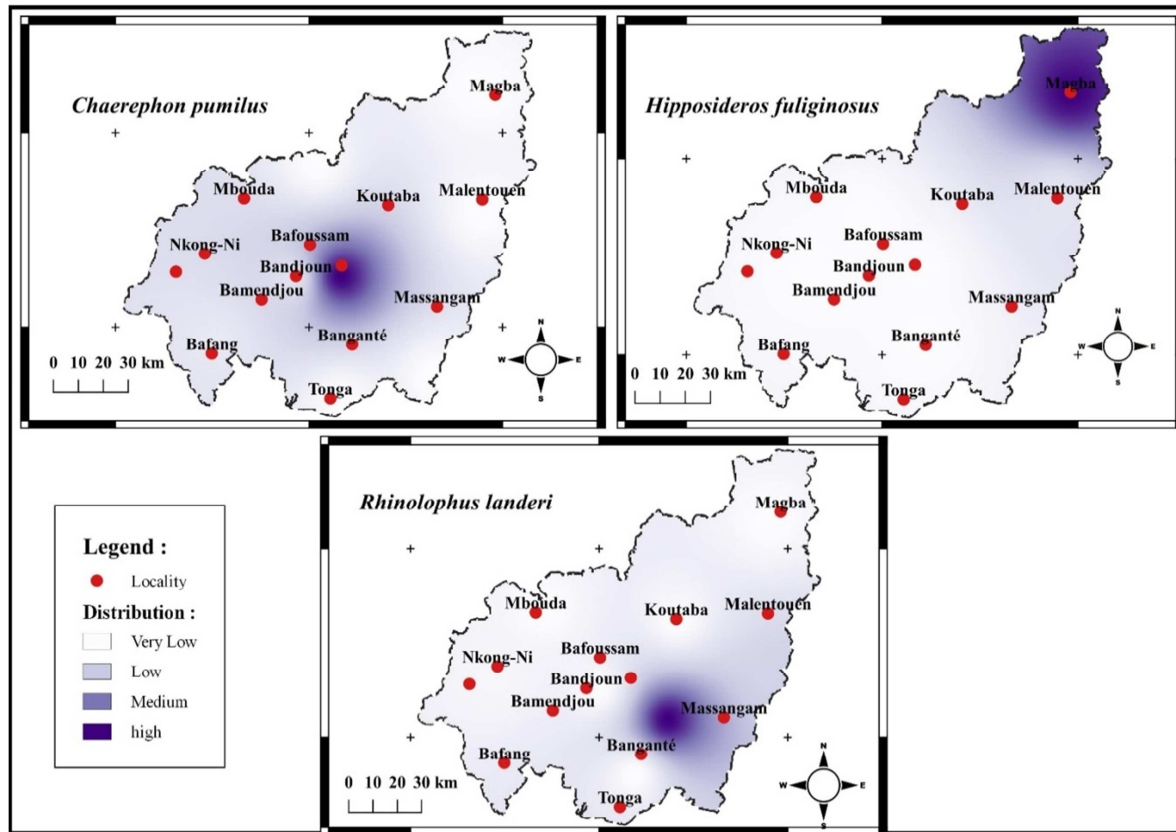 Chaerephon pumilus
Magba
Mbouda
Koutaba
Malentouen
Bafoussam
Nkong-Ni
Bandjoun
Bamendjou
Massangam
Banganté
Bafang
Tonga
0 10 20 30 km
N
W E
S
Hipposideros fuliginosus
Magba
Mbouda
Koutaba
Malentouen
Bafoussam
Nkong-Ni
Bandjoun
Bamendjou
Massangam
Banganté
Bafang
Tonga
0 10 20 30 km
N
W E
S
Rhinolophus landeri
Magba
Mbouda
Koutaba
Malentouen
Bafoussam
Nkong-Ni
Bandjoun
Bamendjou
Massangam
Banganté
Bafang
Tonga
0 10 20 30 km
N
W E
S
Legend :
Locality
Distribution :
Very Low
Low
Medium
high